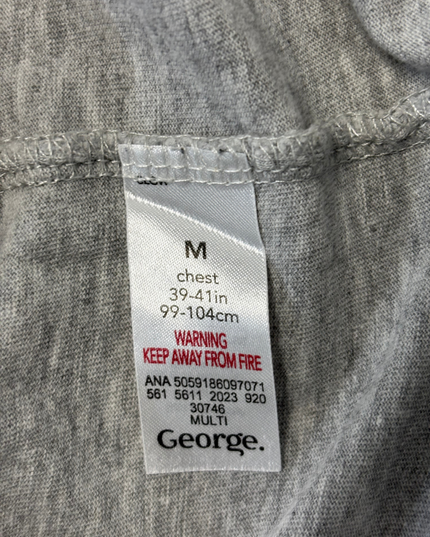 M
chest
39-41in
99-104cm
WARNING
KEEP AWAY FROM FIRE
ANA 5059186097071
561 5611 2023 920
30746
MULTI
George.